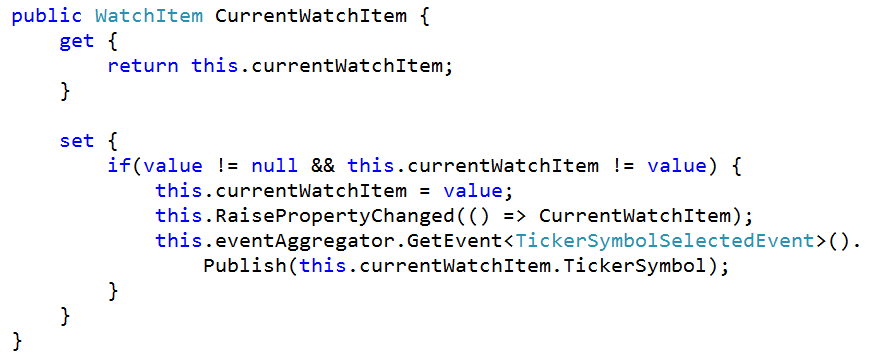 public WatchItem CurrentWatchItem {
    get {
        return this.currentWatchItem;
    }

    set {
        if(value != null && this.currentWatchItem != value) {
            this.currentWatchItem = value;
            this.RaisePropertyChanged(() => CurrentWatchItem);
            this.eventAggregator.GetEvent<TickerSymbolSelectedEvent>().
                Publish(this.currentWatchItem.TickerSymbol);
        }
    }
}